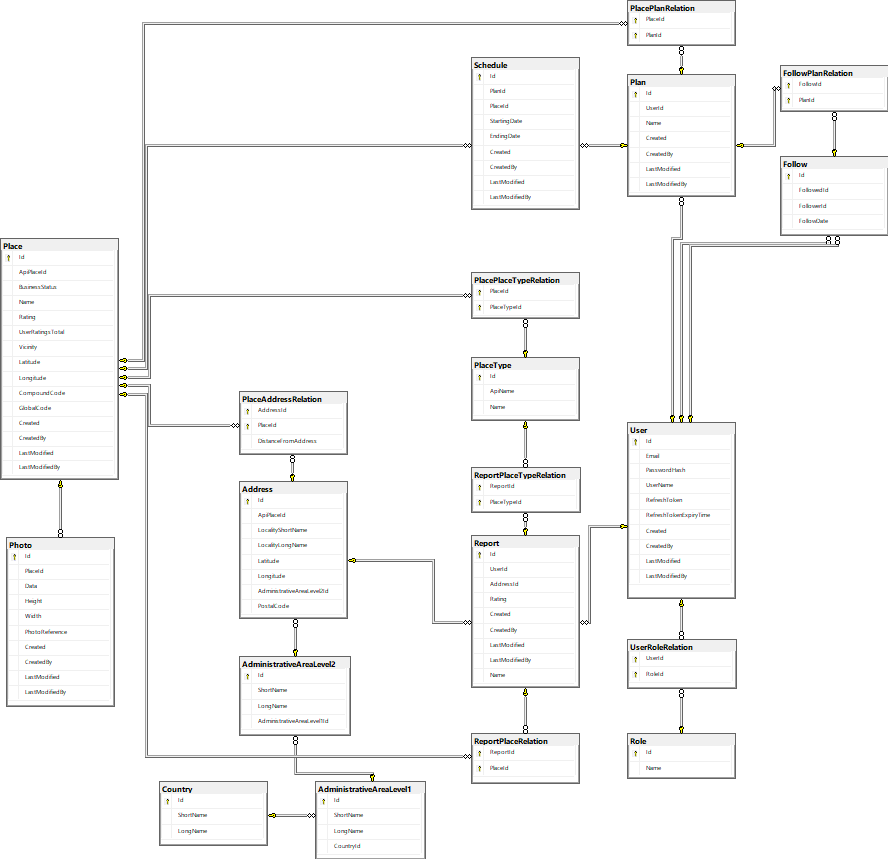 PlacePlanRelation
PlaceId
PlanId
Schedule
Id
PlanId
PlaceId
StartingDate
EndingDate
Created
CreatedBy
LastModified
LastModifiedBy
Plan
Id
UserId
Name
Created
CreatedBy
LastModified
LastModifiedBy
FollowPlanRelation
FollowId
PlanId
Follow
Id
FollowedId
FollowerId
FollowDate
Place
Id
ApiPlaceId
BusinessStatus
Name
Rating
UserRatingsTotal
Vicinity
Latitude
Longitude
CompoundCode
GlobalCode
Created
CreatedBy
LastModified
LastModifiedBy
PlacePlaceTypeRelation
PlaceId
PlaceTypeId
PlaceType
Id
ApiName
Name
PlaceAddressRelation
AddressId
PlaceId
DistanceFromAddress
User
Id
Email
PasswordHash
UserName
RefreshToken
RefreshTokenExpiryTime
Created
CreatedBy
LastModified
LastModifiedBy
ReportPlaceTypeRelation
ReportId
PlaceTypeId
Address
Id
ApiPlaceId
LocalityShortName
LocalityLongName
Latitude
Longitude
AdministrativeAreaLevel2Id
PostalCode
Photo
Id
PlaceId
Data
Height
Width
PhotoReference
Created
CreatedBy
LastModified
LastModifiedBy
Report
Id
UserId
AddressId
Rating
Created
CreatedBy
LastModified
LastModifiedBy
Name
UserRoleRelation
UserId
RoleId
AdministrativeAreaLevel2
Id
ShortName
LongName
AdministrativeAreaLevel1Id
ReportPlaceRelation
ReportId
PlaceId
Role
Id
Name
Country
Id
ShortName
LongName
AdministrativeAreaLevel1
Id
ShortName
LongName
CountryId